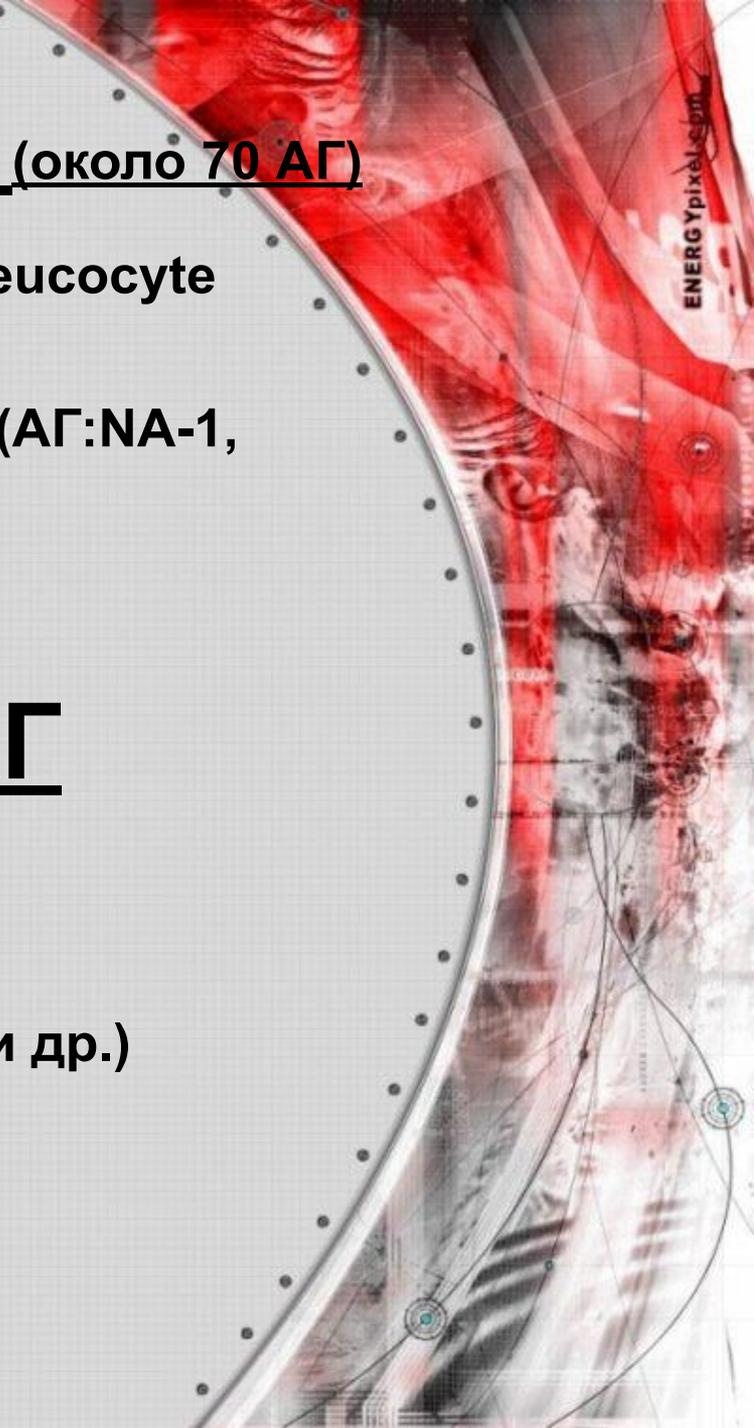 (около 70 АГ)
eucocyte
(АГ:NA-1,
Г
и др.)
ENERGYpixel.com